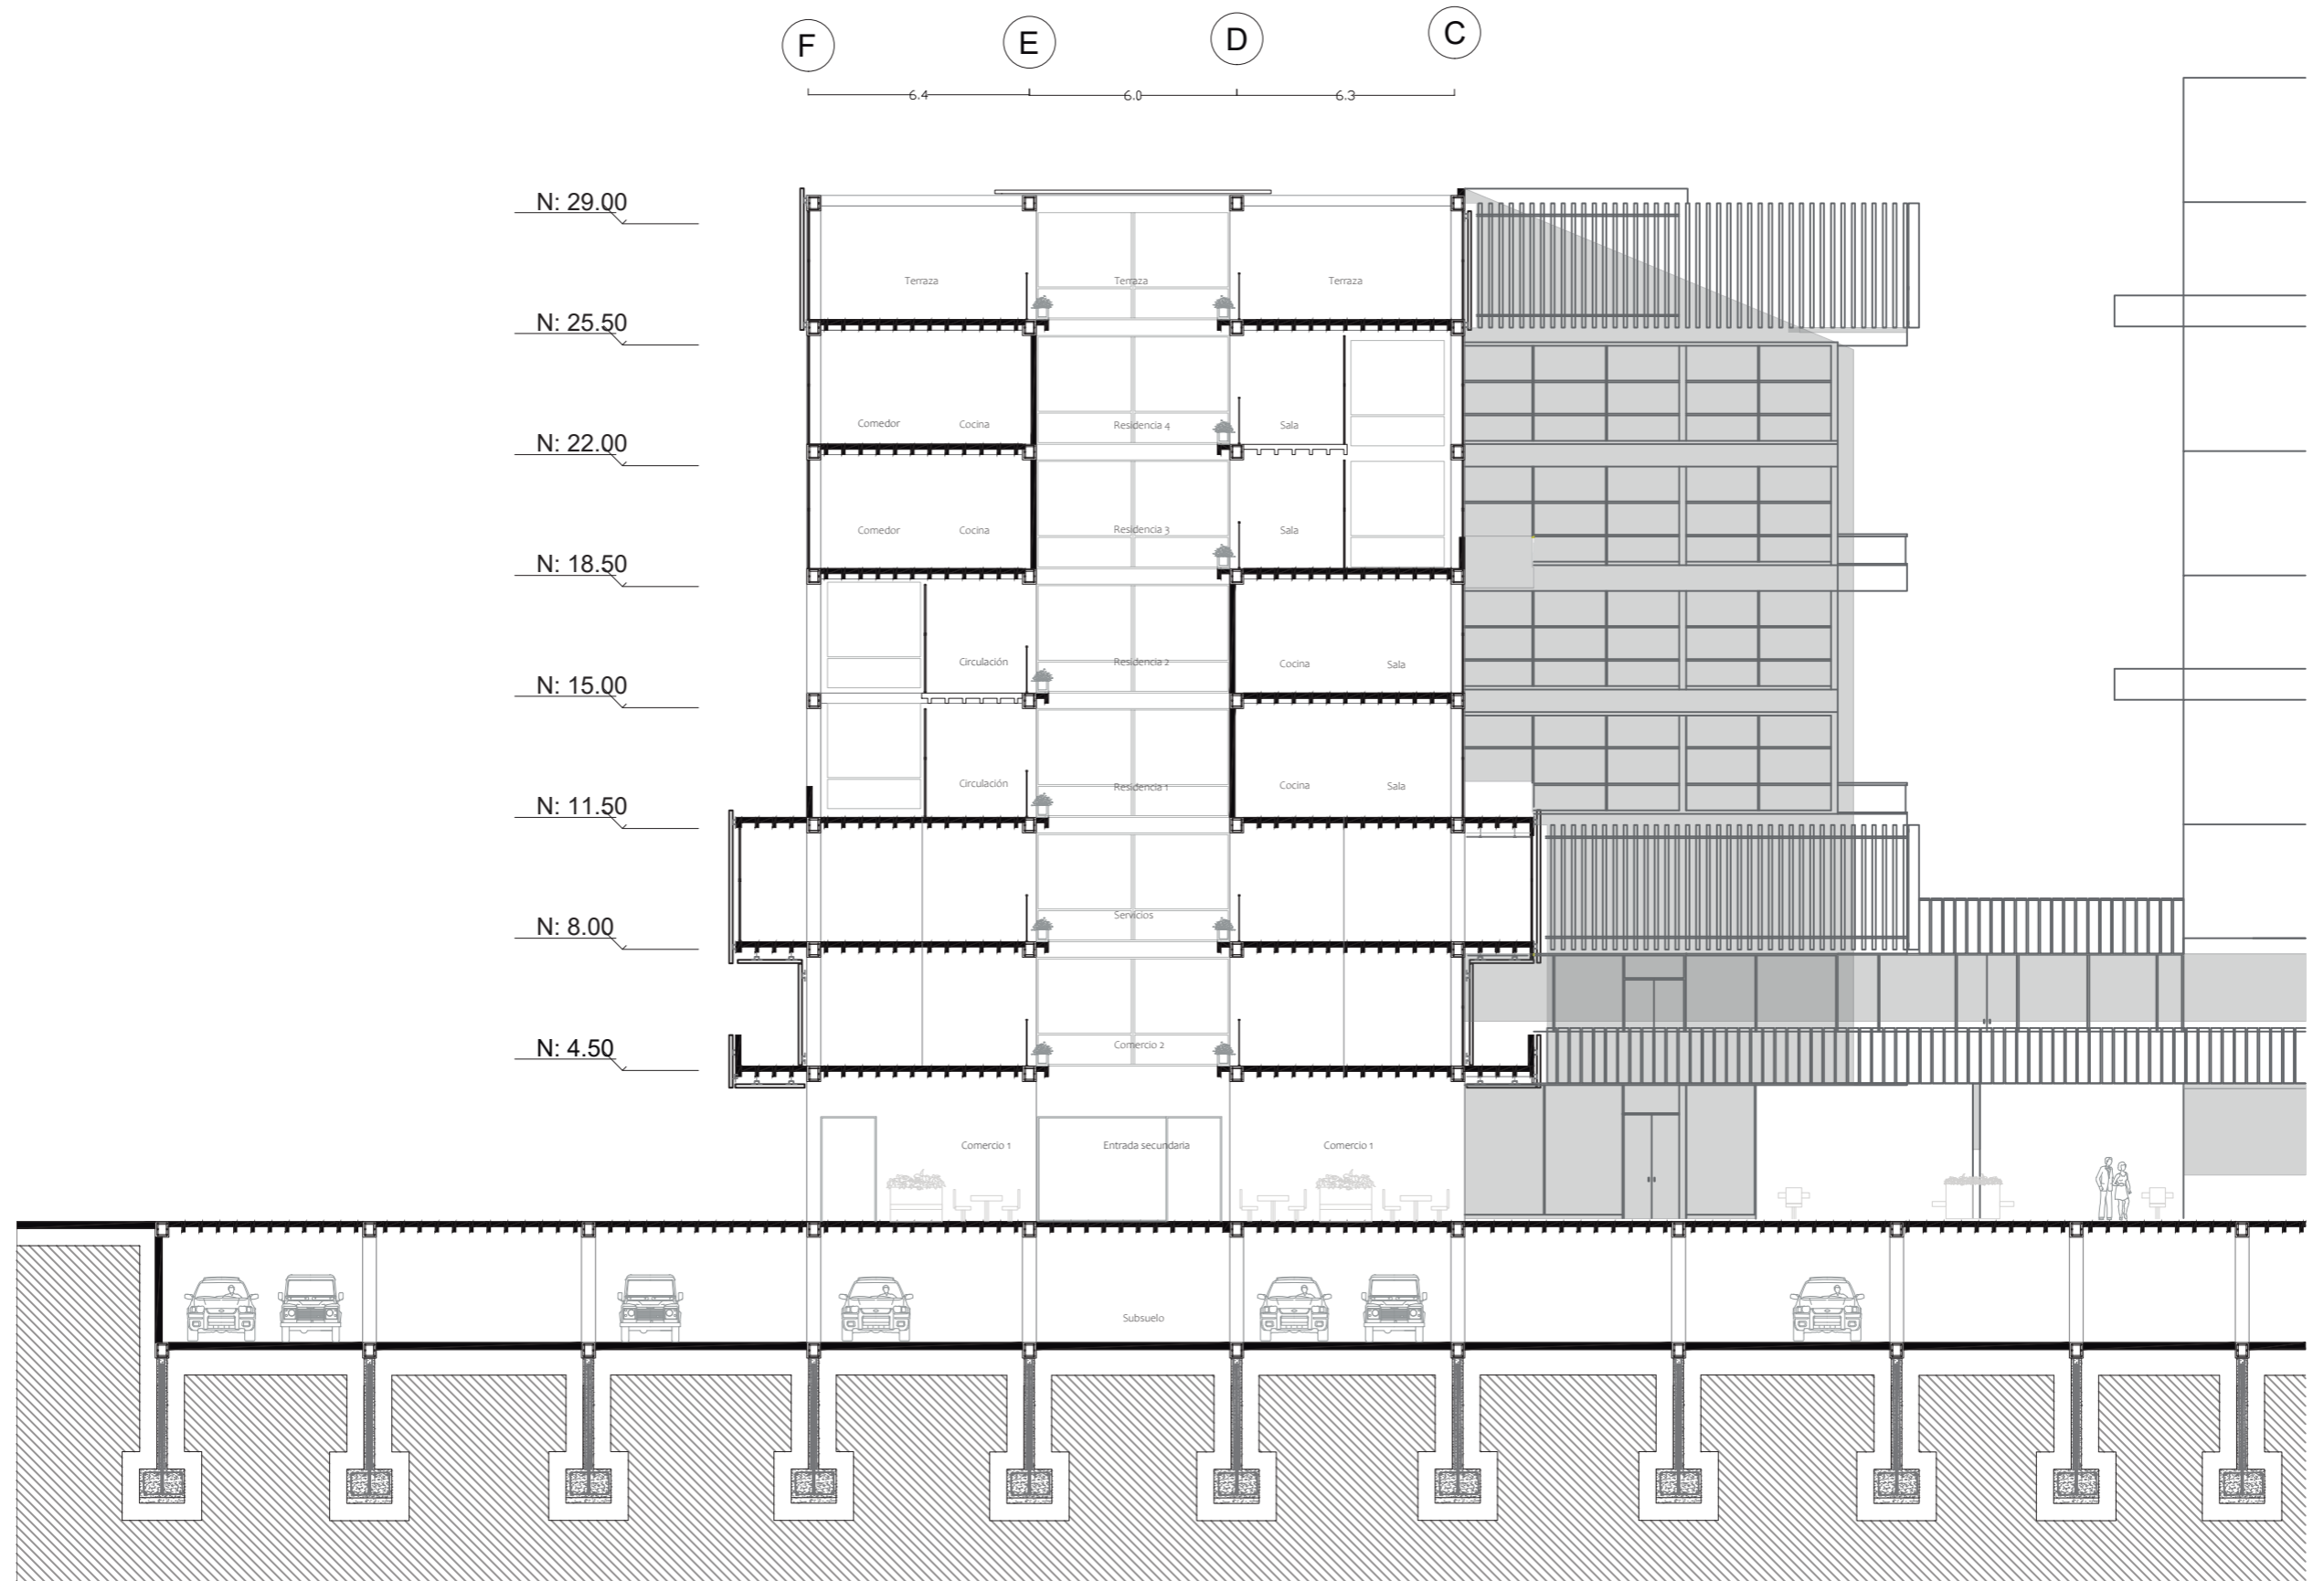 F E D C
6.4 6.0 6.3
N: 29.00
Terraza Terraza Terraza
N: 25.50
Comedor Cocina Residencia 4 Sala
N: 22.00
Comedor Cocina Residencia 3 Sala
N: 18.50
Circulación Residencia 2 Cocina Sala
N: 15.00
Circulación Residencia 1 Cocina Sala
N: 11.50
Servicios
N: 8.00
Comercio 2
N: 4.50
Comercio 1 Entrada secundaria Comercio 1
Subsuelo